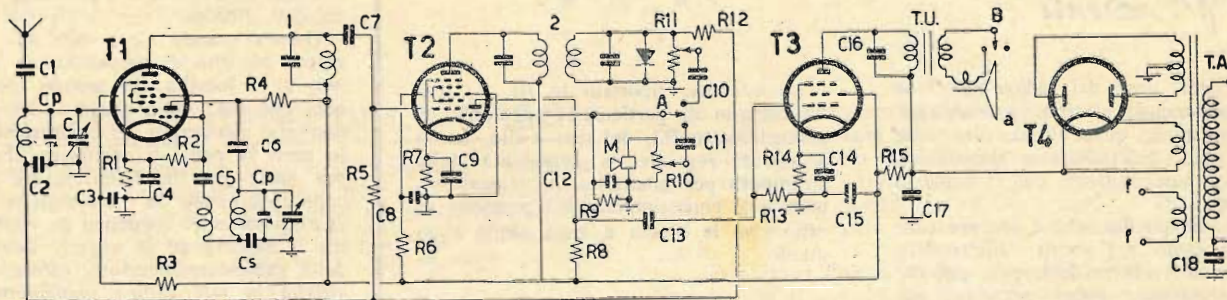 T1
T2
T3
T4
T.U.
T.A
1
2
A
B
a
M
f
f
C1
Cp
C
C2
C3
R1
C4
R2
C5
R4
C6
Cp
C
Cs
R3
C7
R5
C8
R6
R7
C9
R11
R12
C10
C11
R10
C12
R9
R8
C13
R13
R14
C14
C15
R15
C16
C17
C18